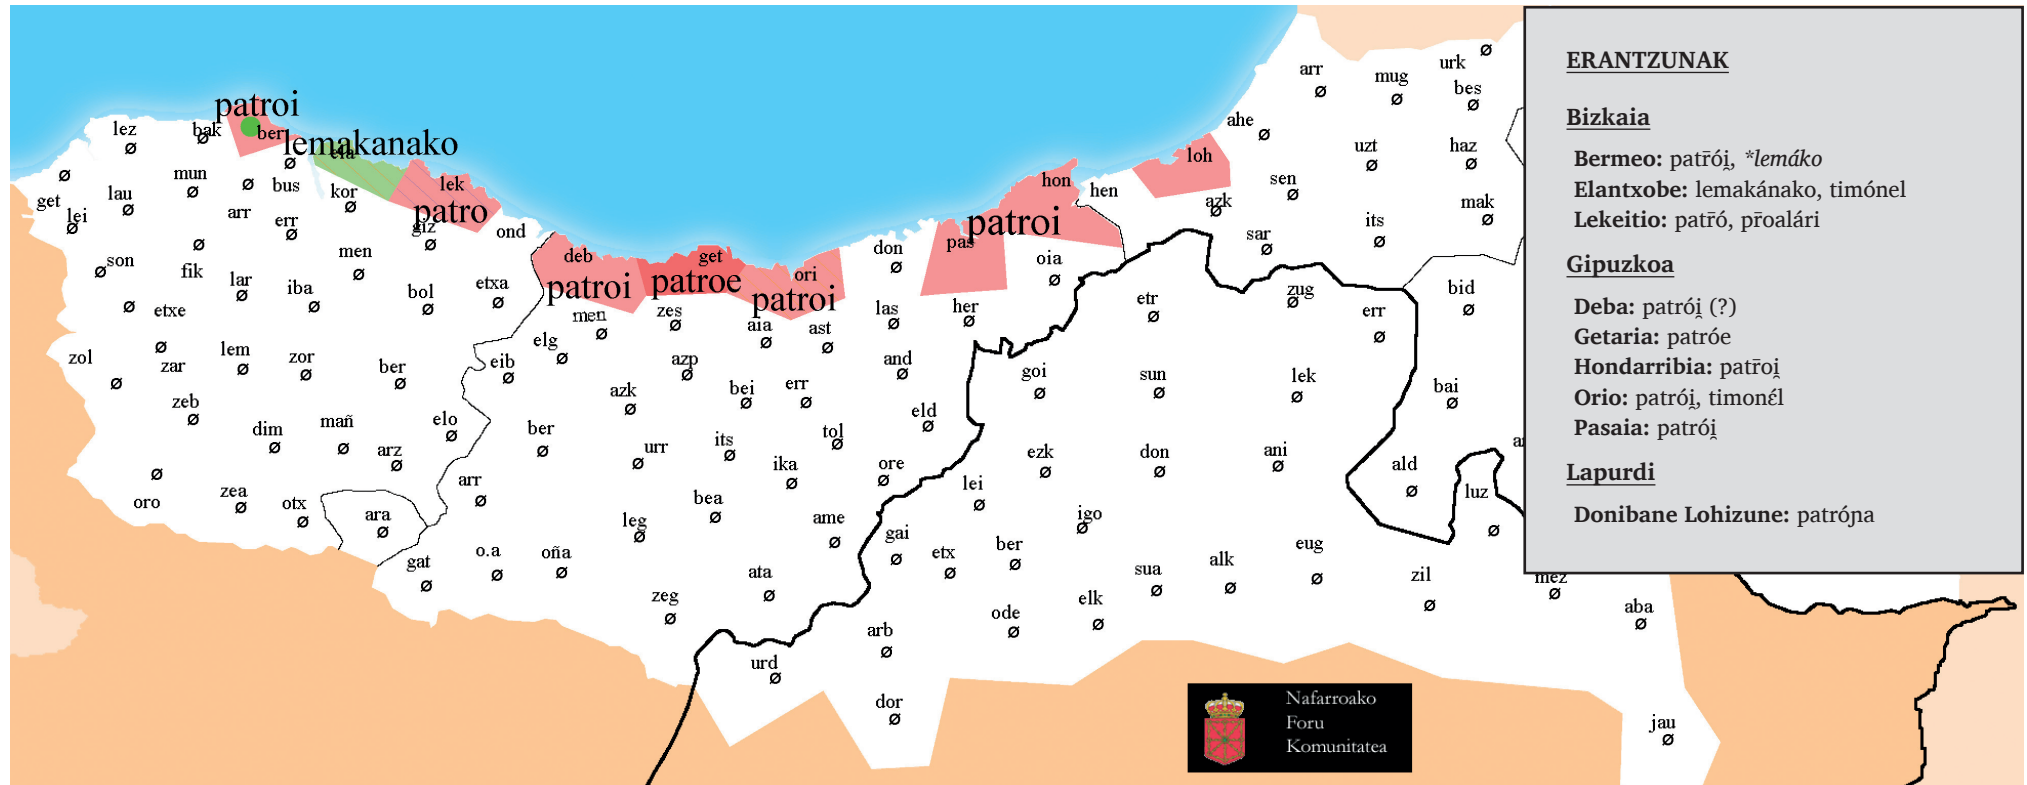 ERANTZUNAK
Bizkaia
Bermeo: patr̄ói̯, *lemáko
Elantxobe: lemakánako, timónel
Lekeitio: patr̄ó, pr̄oalári
Gipuzkoa
Deba: patrói̯ (?)
Getaria: patróe
Hondarribia: patr̄oi̯
Orio: patrói̯, timonέl
Pasaia: patrói̯
Lapurdi
Donibane Lohizune: patróɲa
patroi
lemakanako
patro
patroi
patroe
patroi
patroi
lez
bak
ber
ela
lek
get
lei
lau
mun
arr
bus
kor
err
giz
ond
men
son
fik
lar
iba
bol
etxa
etxe
zol
zar
lem
zor
ber
zeb
dim
mañ
arz
elo
oro
zea
otx
ara
deb
get
ori
don
pas
hon
hen
oia
men
zes
aia
ast
las
her
elg
eib
azp
and
azk
bei
err
eld
ber
urr
its
tol
ika
ore
arr
leg
bea
ame
gat
o.a
oña
zeg
ata
ahe
arr
mug
urk
bes
loh
uzt
haz
sen
azk
mak
its
sar
etr
zug
err
bid
goi
sun
lek
bai
ezk
don
ani
ald
luz
lei
igo
gai
etx
ber
eug
sua
alk
zil
mez
aba
ode
elk
arb
urd
dor
jau
Nafarroako
Foru
Komunitatea